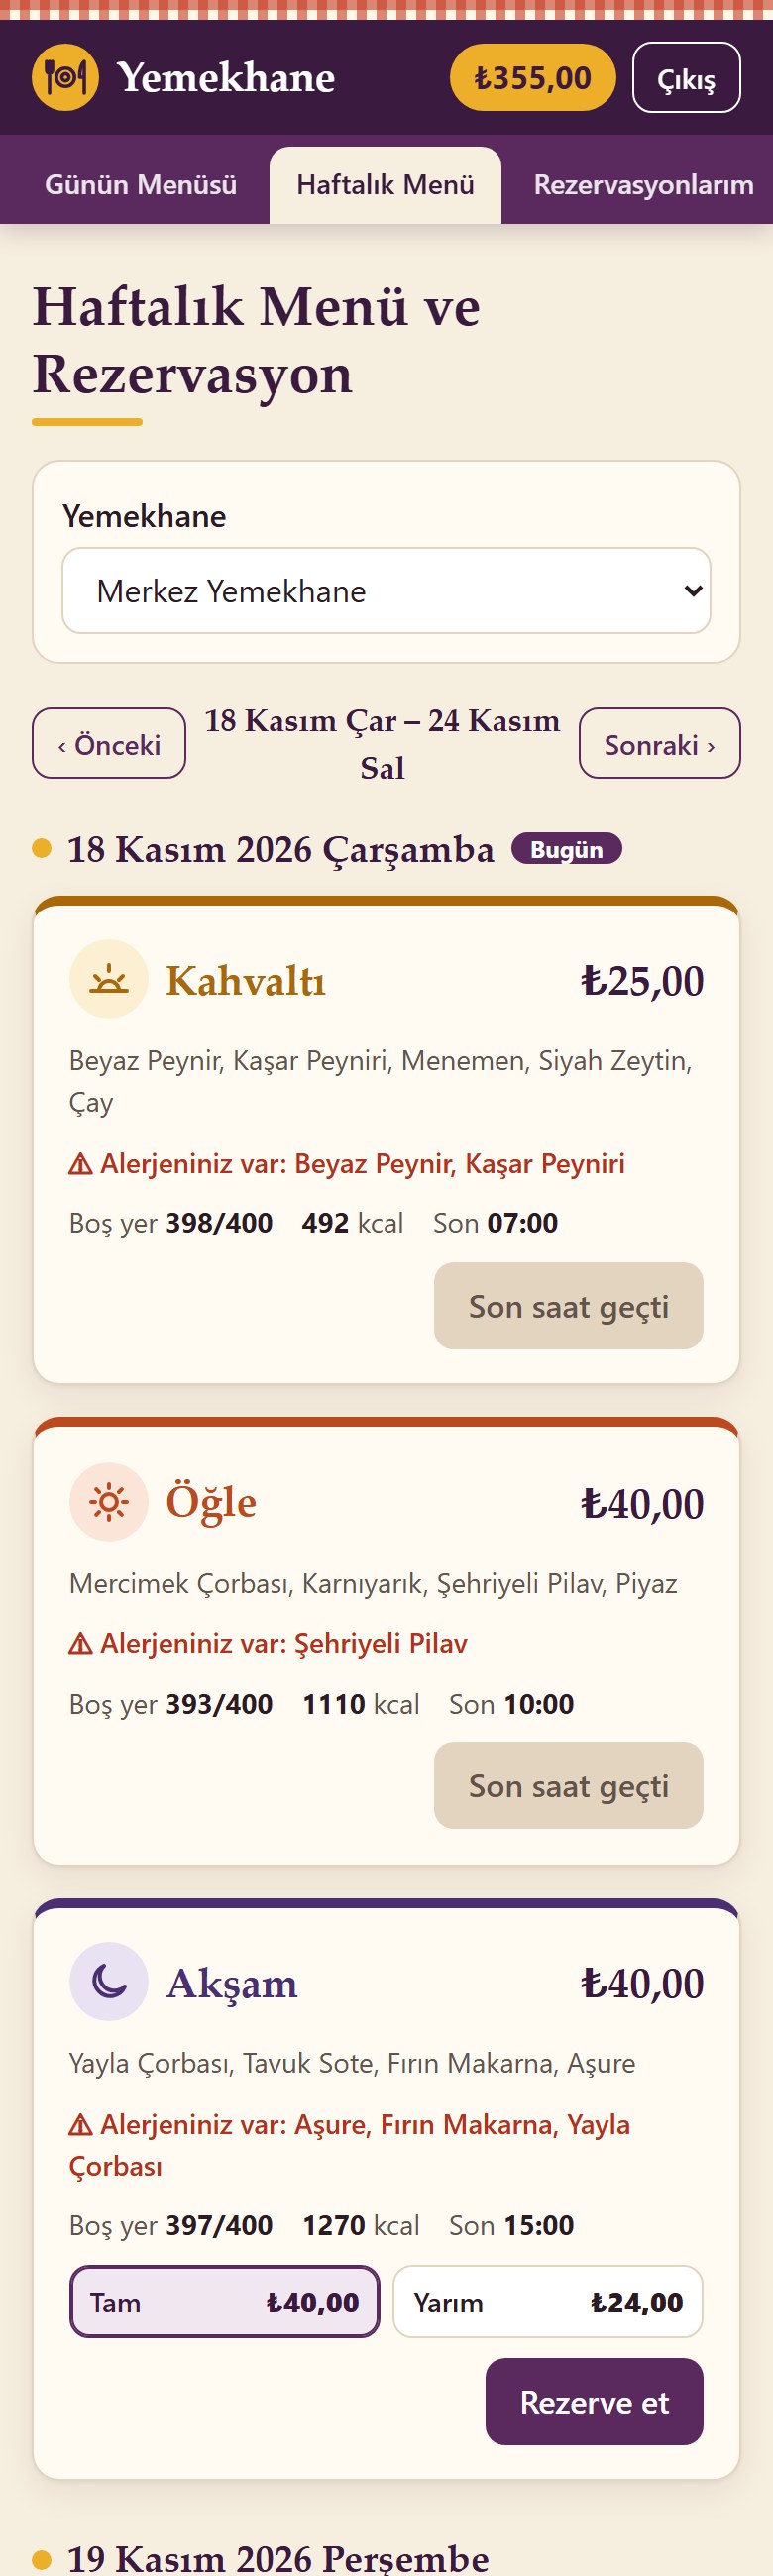 Yemekhane
₺355,00
Çıkış
Günün Menüsü
Haftalık Menü
Rezervasyonlarım
Haftalık Menü ve
Rezervasyon
Yemekhane
Merkez Yemekhane
‹ Önceki
18 Kasım Çar – 24 Kasım
Sal
Sonraki ›
18 Kasım 2026 Çarşamba
Bugün
Kahvaltı
₺25,00
Beyaz Peynir, Kaşar Peyniri, Menemen, Siyah Zeytin,
Çay
⚠ Alerjeniniz var: Beyaz Peynir, Kaşar Peyniri
Boş yer 398/400 492 kcal Son 07:00
Son saat geçti
Öğle
₺40,00
Mercimek Çorbası, Karnıyarık, Şehriyeli Pilav, Piyaz
⚠ Alerjeniniz var: Şehriyeli Pilav
Boş yer 393/400 1110 kcal Son 10:00
Son saat geçti
Akşam
₺40,00
Yayla Çorbası, Tavuk Sote, Fırın Makarna, Aşure
⚠ Alerjeniniz var: Aşure, Fırın Makarna, Yayla
Çorbası
Boş yer 397/400 1270 kcal Son 15:00
Tam ₺40,00
Yarım ₺24,00
Rezerve et
19 Kasım 2026 Perşembe